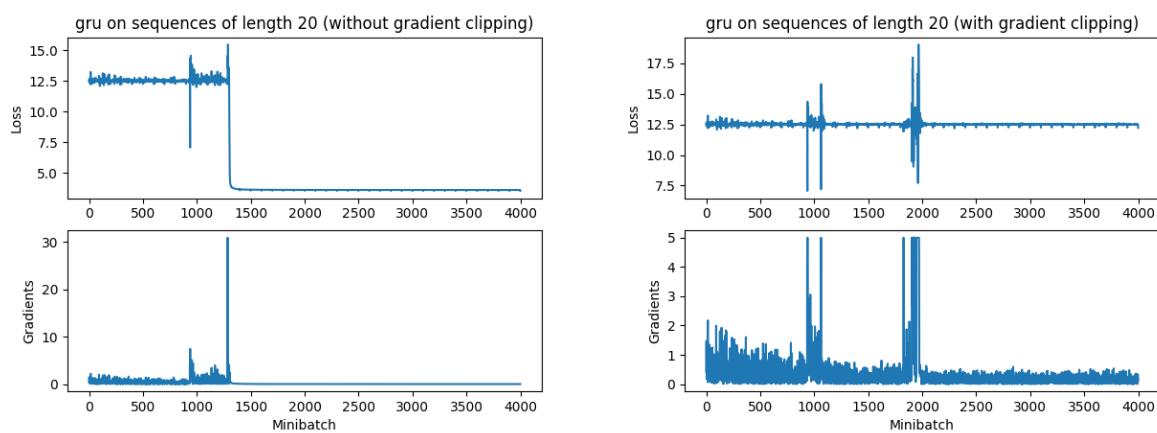 gru on sequences of length 20 (without gradient clipping)
15.0
12.5
10.0
7.5
5.0
Loss
0 500 1000 1500 2000 2500 3000 3500 4000
30
20
10
0
Gradients
0 500 1000 1500 2000 2500 3000 3500 4000
Minibatch
gru on sequences of length 20 (with gradient clipping)
17.5
15.0
12.5
10.0
7.5
Loss
0 500 1000 1500 2000 2500 3000 3500 4000
5
4
3
2
1
0
Gradients
0 500 1000 1500 2000 2500 3000 3500 4000
Minibatch